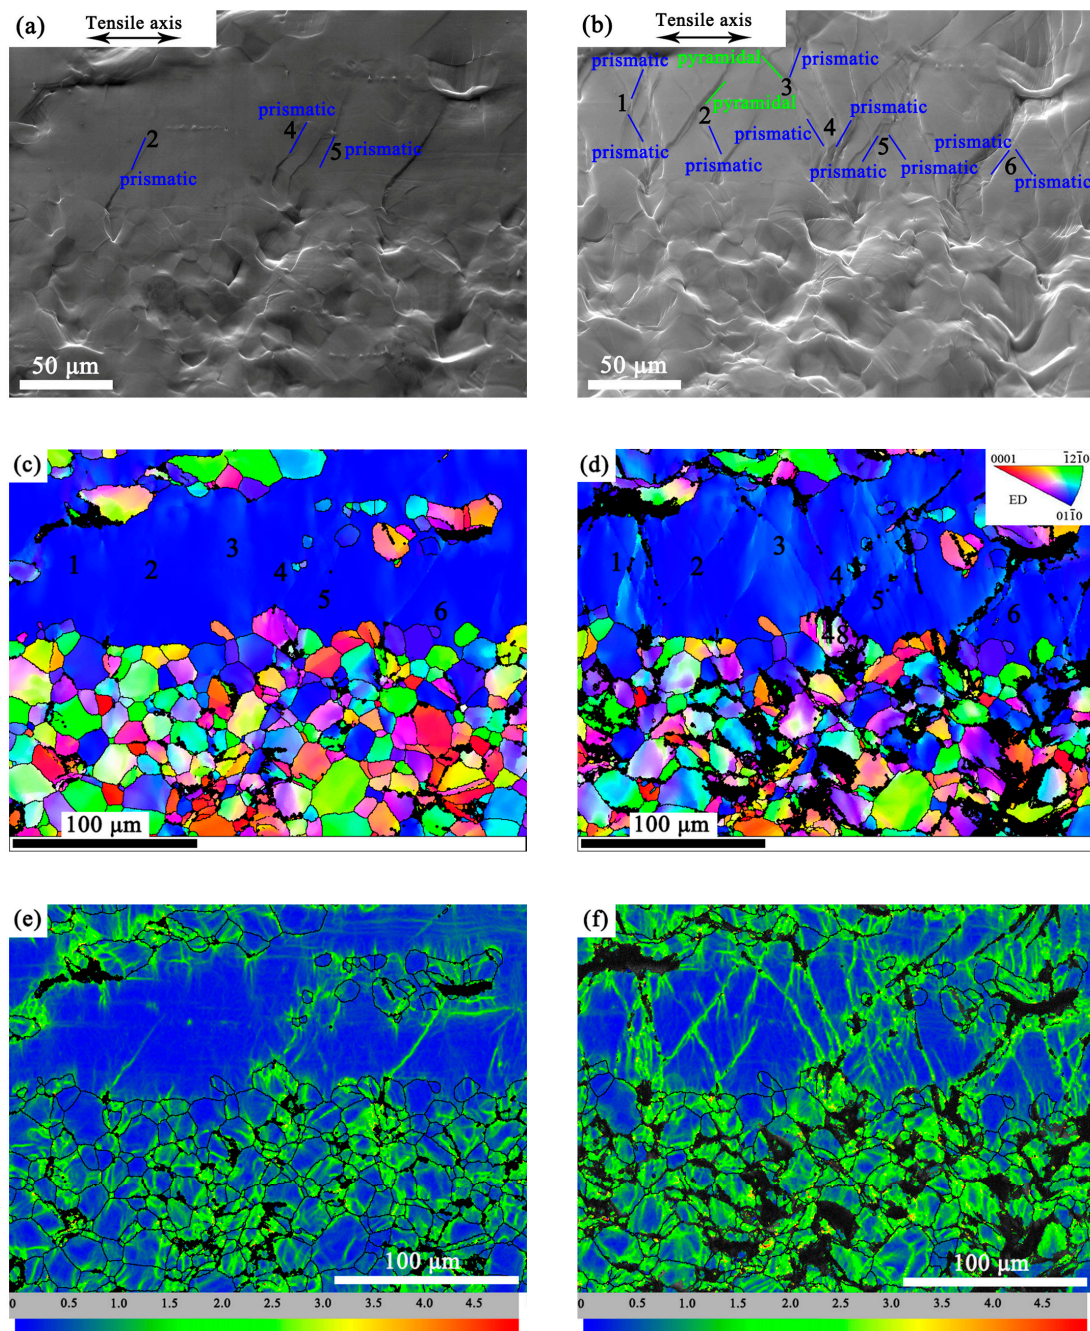 (a)
Tensile axis
2
prismatic
prismatic
4
5
prismatic
50 μm
(b)
Tensile axis
prismatic
pyramidal
prismatic
3
1
2
pyramidal
prismatic
prismatic
prismatic
4
prismatic
prismatic
5
prismatic
prismatic
6
prismatic
50 μm
(c)
1
2
3
4
5
6
100 μm
(d)
0001
1̄21̄0
ED
011̄0
1
2
3
4
5
6
48
100 μm
(e)
100 μm
0 0.5 1.0 1.5 2.0 2.5 3.0 3.5 4.0 4.5
(f)
100 μm
0 0.5 1.0 1.5 2.0 2.5 3.0 3.5 4.0 4.5